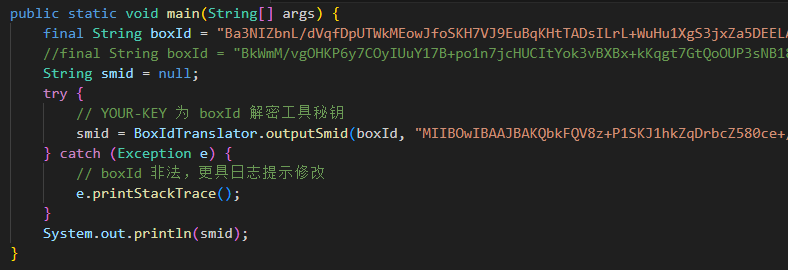 public static void main(String[] args) {
final String boxId = "Ba3NIZbnL/dVqfDpUTWkMEowJfoSKH7VJ9EuBqKHtTADsILrL+WuHu1XgS3jxZa5DEEL
//final String boxId = "BkWmM/vgOHKP6y7COyIUuY17B+po1n7jcHUCItYok3vBXBx+kKqgt7GtQoOUP3sNB18
String smid = null;
try {
// YOUR-KEY 为 boxId 解密工具秘钥
smid = BoxIdTranslator.outputSmid(boxId, "MIIBOwIBAAJBAKQbkFQV8z+P1SKJ1hkZqDrbcZ580ce+/
} catch (Exception e) {
// boxId 非法，更具日志提示修改
e.printStackTrace();
}
System.out.println(smid);
}